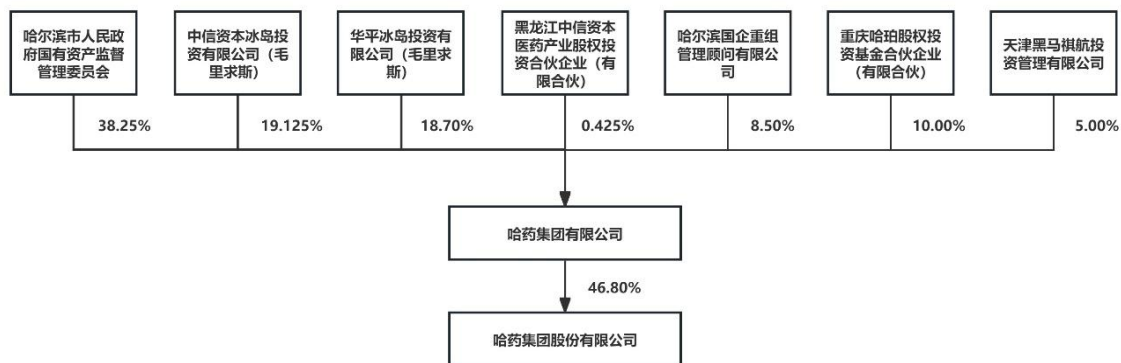 哈尔滨市人民政
府国有资产监督
管理委员会
中信资本冰岛投
资有限公司（毛
里求斯）
华平冰岛投资有
限公司（毛里求
斯）
黑龙江中信资本
医药产业股权投
资合伙企业（有
限合伙）
哈尔滨国企重组
管理顾问有限公
司
重庆哈珀股权投
资基金合伙企业
（有限合伙）
天津黑马祺航投
资管理有限公司
38.25%
19.125%
18.70%
0.425%
8.50%
10.00%
5.00%
哈药集团有限公司
46.80%
哈药集团股份有限公司